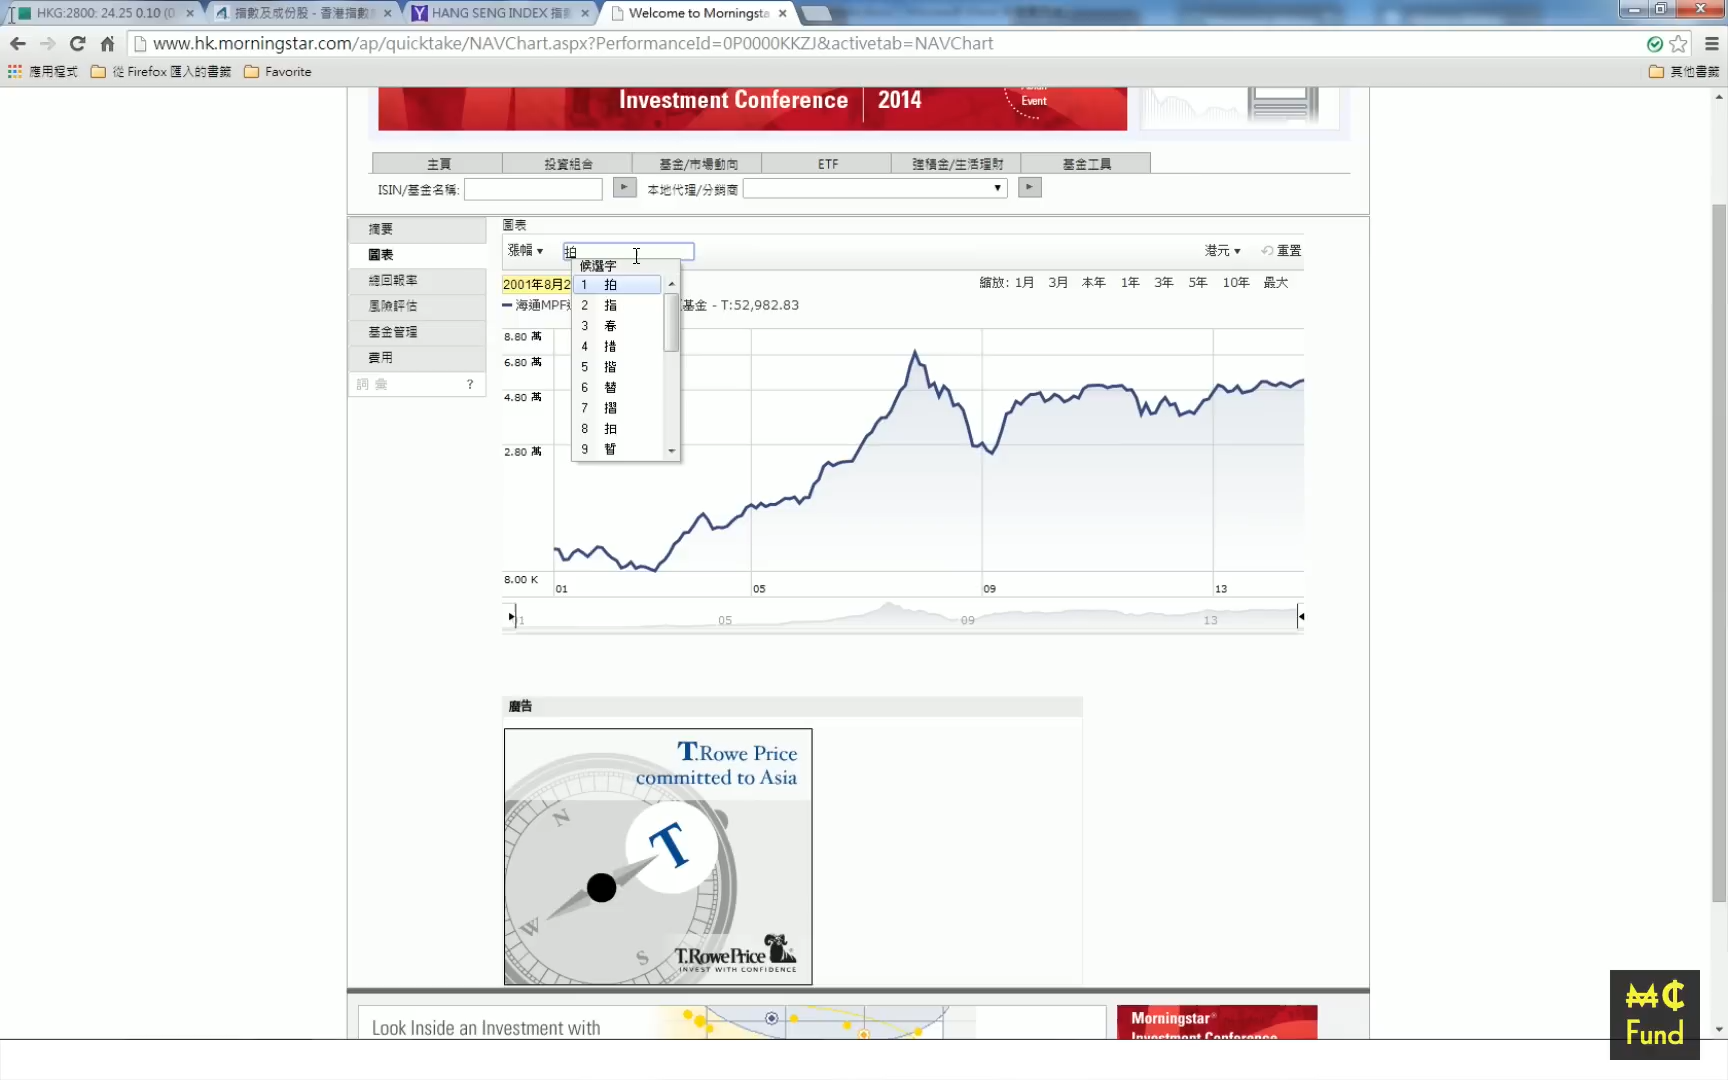 HKG:2800: 24.25 0.10 (0
指數及成份股 - 香港指數
HANG SENG INDEX 指數
Welcome to Morningsta
www.hk.morningstar.com/ap/quicktake/NAVChart.aspx?PerformanceId=0P0000KKZJ&activetab=NAVChart
應用程式 從 Firefox 匯入的書籤 Favorite 其他書籤
Investment Conference 2014
Event
主頁 投資組合 基金/市場動向 ETF 強積金/生活理財 基金工具
ISIN/基金名稱: 本地代理/分銷商
摘要
圖表
總回報率
風險評估
基金管理
費用
詞彙 ?
圖表
漲幅 拍 港元 重置
候選字
1 拍
2 指
3 春
4 措
5 揩
6 替
7 摺
8 拍
9 晢
2001年8月2 縮放: 1月 3月 本年 1年 3年 5年 10年 最大
海通MPF 基金 - T:52,982.83
8.80 萬
6.80 萬
4.80 萬
2.80 萬
8.00 K
01 05 09 13
1 05 09 13
廣告
T.Rowe Price
committed to Asia
N
T
W
S
T.RowePrice
INVEST WITH CONFIDENCE
Look Inside an Investment with
Morningstar®
Investment Conference
M₵
Fund